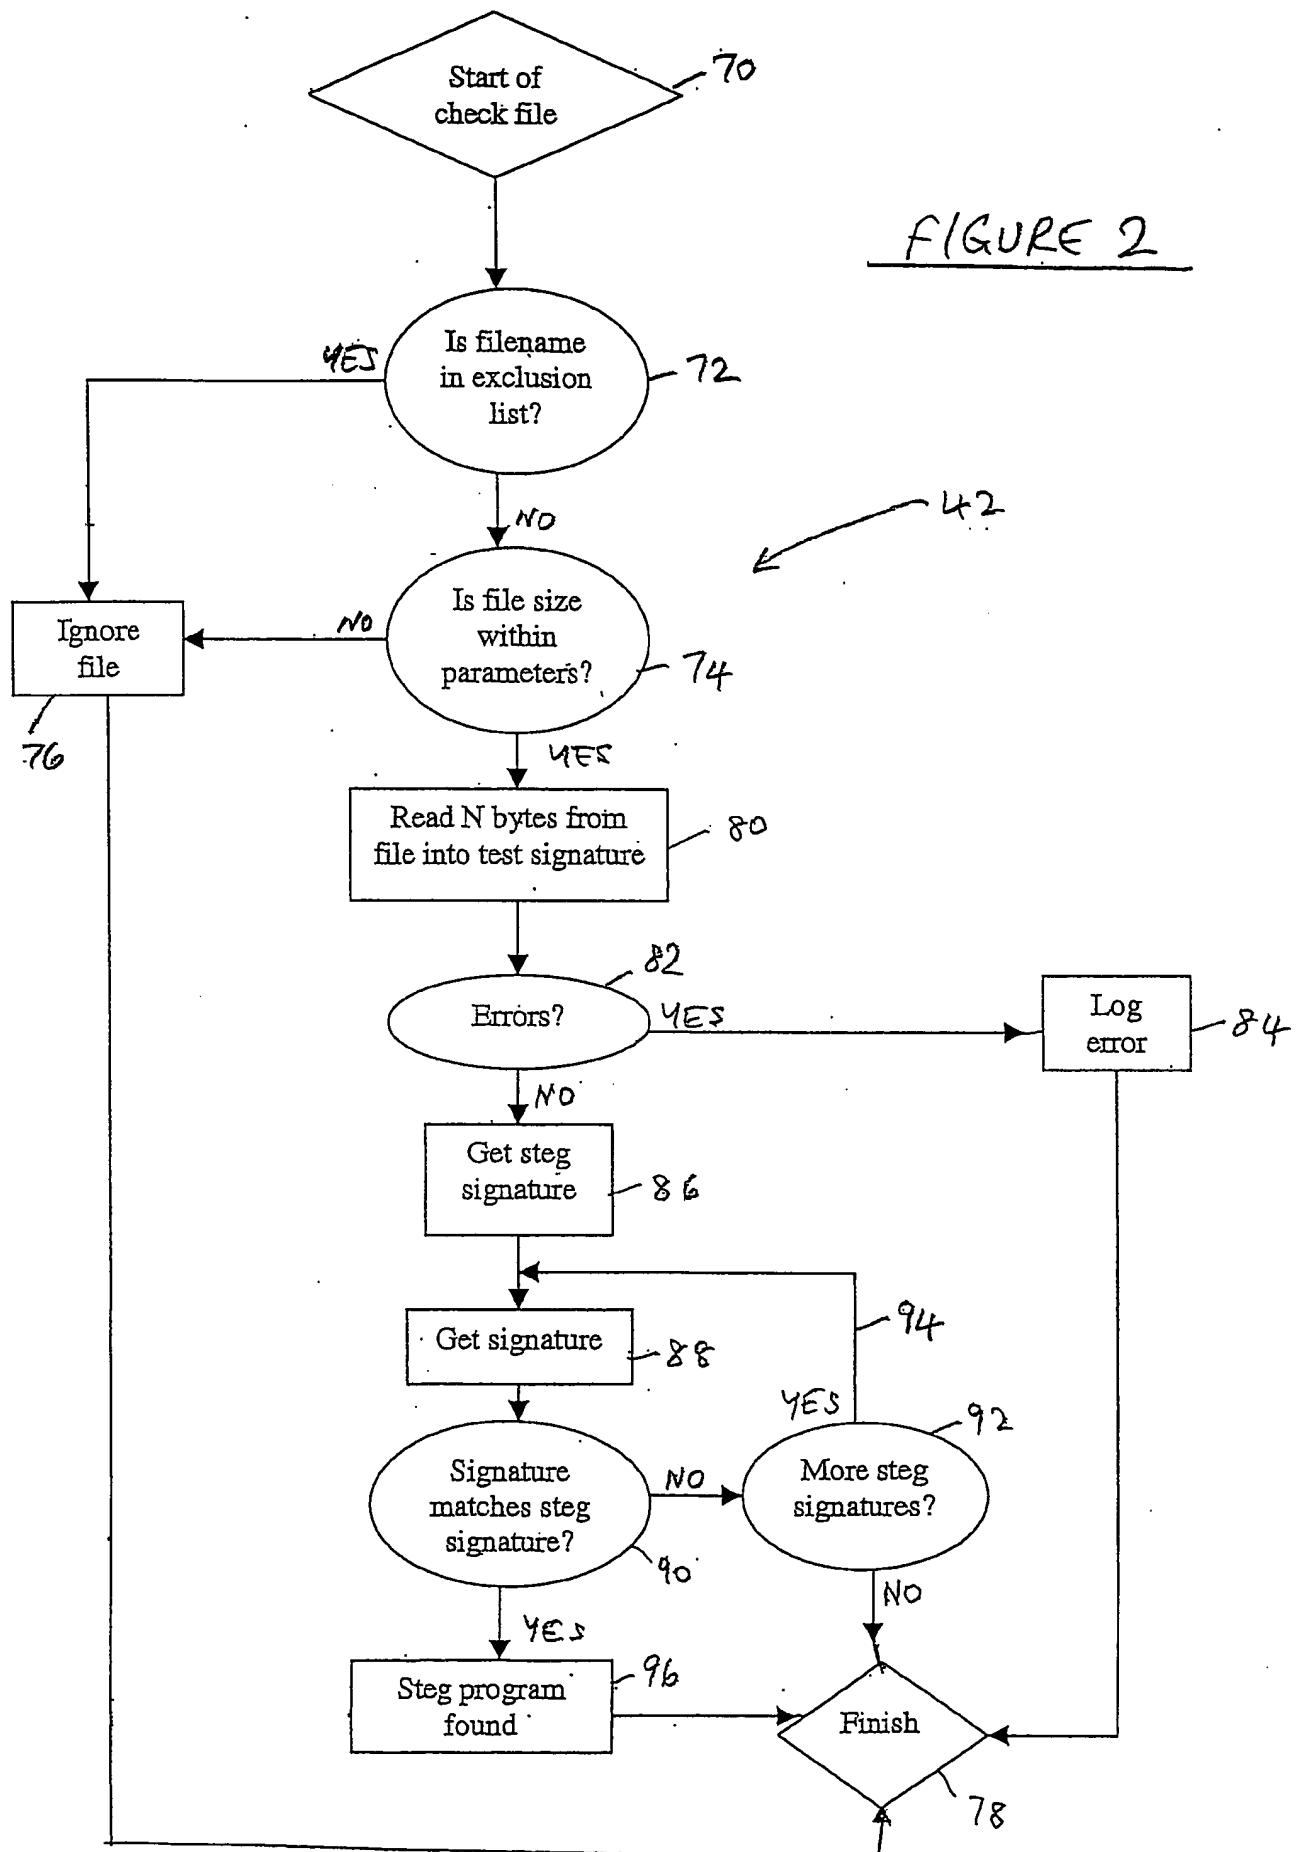 Start of
check file
70
FIGURE 2
Is filename
in exclusion
list?
YES
72
NO
42
Is file size
within
parameters?
NO
74
Ignore
file
76
YES
Read N bytes from
file into test signature
80
82
Errors?
YES
Log
error
84
NO
Get steg
signature
86
94
Get signature
88
YES
92
Signature
matches steg
signature?
NO
More steg
signatures?
90
NO
YES
Steg program
found
96
Finish
78